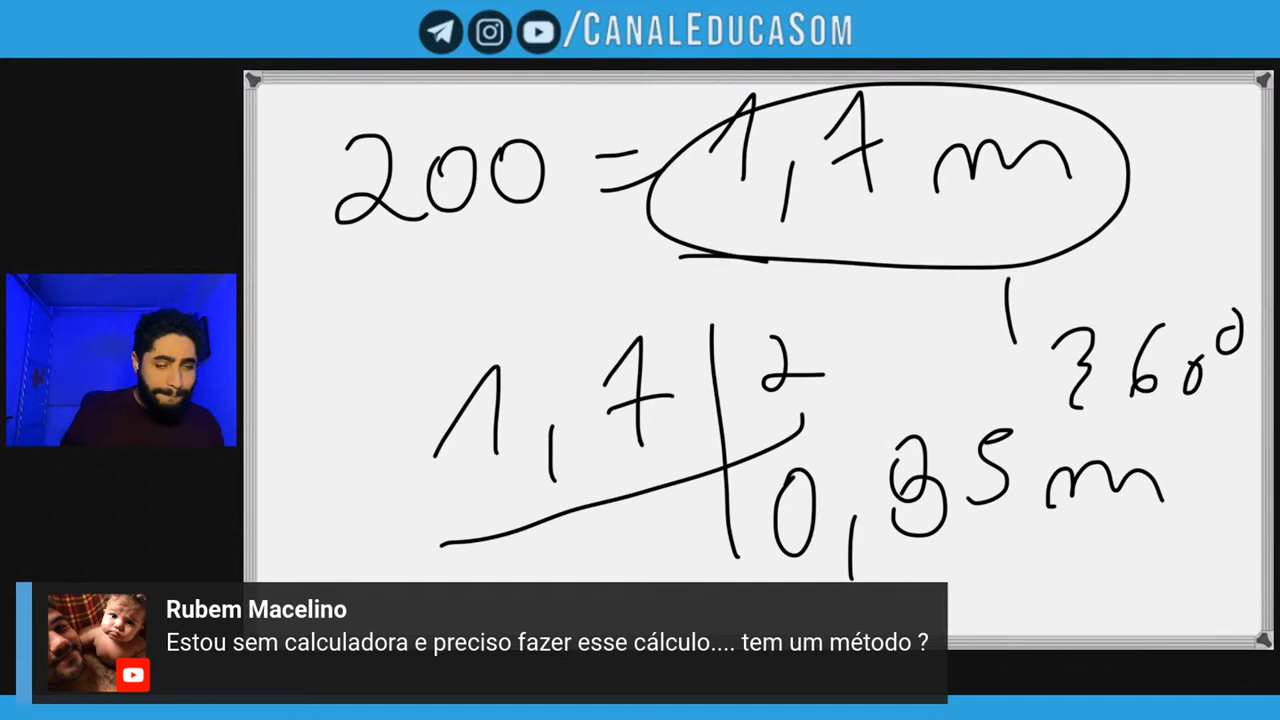 /CANALEDUCASOM
200 = 1,7 m
360°
1,7 2
0,85 m
Rubem Macelino
Estou sem calculadora e preciso fazer esse cálculo.... tem um método ?